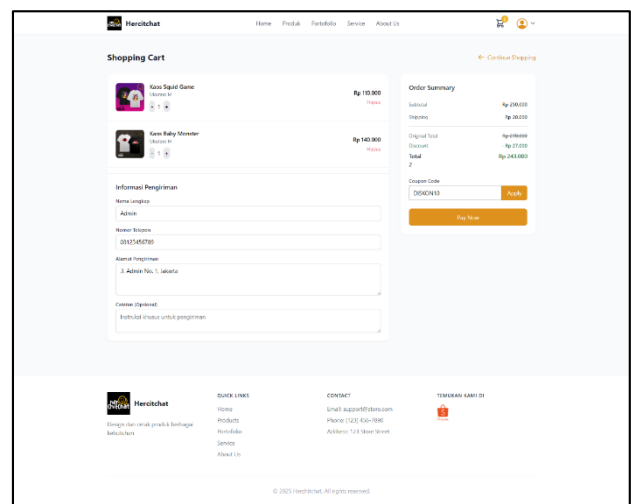 Hercitchat
Home Produk Portofolio Service About Us
Shopping Cart
← Continue Shopping
Kaos Squid Game
Ukuran: M
- 1 +
Rp 110.000
Hapus
Kaos Baby Monster
Ukuran: M
- 1 +
Rp 140.000
Hapus
Informasi Pengiriman
Nama Lengkap
Admin
Nomor Telepon
08123456789
Alamat Pengiriman
Jl. Admin No. 1, Jakarta
Catatan (Opsional)
Instruksi khusus untuk pengiriman
Order Summary
Subtotal Rp 250.000
Shipping Rp 20.000
Original Total Rp 270.000
Discount - Rp 27.000
Total Rp 243.000
2
Coupon Code
DISKON10 Apply
Pay Now
Hercitchat
Design dan cetak produk berbagai
kebutuhan
QUICK LINKS
Home
Products
Portofolio
Service
About Us
CONTACT
Email: support@store.com
Phone: (123) 456-7890
Address: 123 Store Street
TEMUKAN KAMI DI
© 2025 Hercitchat. All rights reserved.